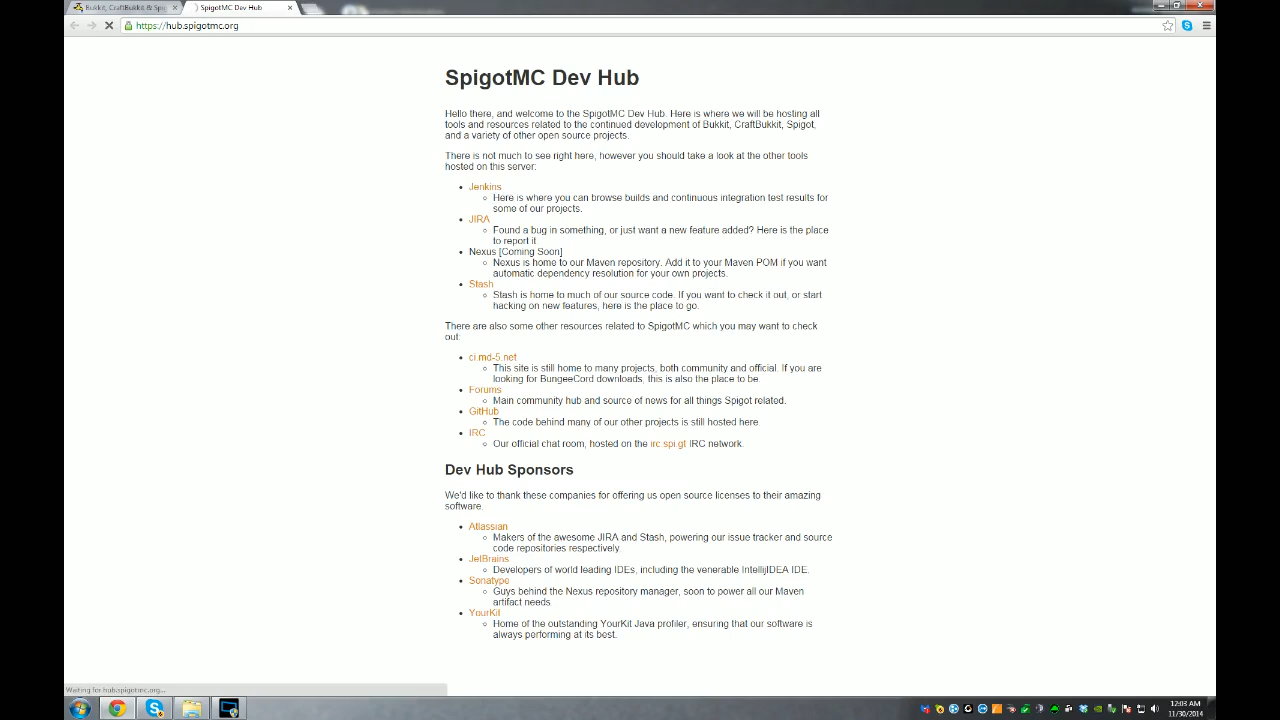 Bukkit, CraftBukkit & Spig
SpigotMC Dev Hub
https://hub.spigotmc.org
SpigotMC Dev Hub
Hello there, and welcome to the SpigotMC Dev Hub. Here is where we will be hosting all
tools and resources related to the continued development of Bukkit, CraftBukkit, Spigot,
and a variety of other open source projects.
There is not much to see right here, however you should take a look at the other tools
hosted on this server:
Jenkins
Here is where you can browse builds and continuous integration test results for
some of our projects.
JIRA
Found a bug in something, or just want a new feature added? Here is the place
to report it
Nexus [Coming Soon]
Nexus is home to our Maven repository. Add it to your Maven POM if you want
automatic dependency resolution for your own projects.
Stash
Stash is home to much of our source code. If you want to check it out, or start
hacking on new features, here is the place to go.
There are also some other resources related to SpigotMC which you may want to check
out:
ci.md-5.net
This site is still home to many projects, both community and official. If you are
looking for BungeeCord downloads, this is also the place to be.
Forums
Main community hub and source of news for all things Spigot related.
GitHub
The code behind many of our other projects is still hosted here
IRC
Our official chat room, hosted on the irc.spi.gt IRC network.
Dev Hub Sponsors
We'd like to thank these companies for offering us open source licenses to their amazing
software.
Atlassian
Makers of the awesome JIRA and Stash, powering our issue tracker and source
code repositories respectively.
JetBrains
Developers of world leading IDEs, including the venerable IntellijIDEA IDE.
Sonatype
Guys behind the Nexus repository manager, soon to power all our Maven
artifact needs
YourKit
Home of the outstanding YourKit Java profiler, ensuring that our software is
always performing at its best.
Waiting for hub.spigotmc.org...
12:03 AM
11/30/2014